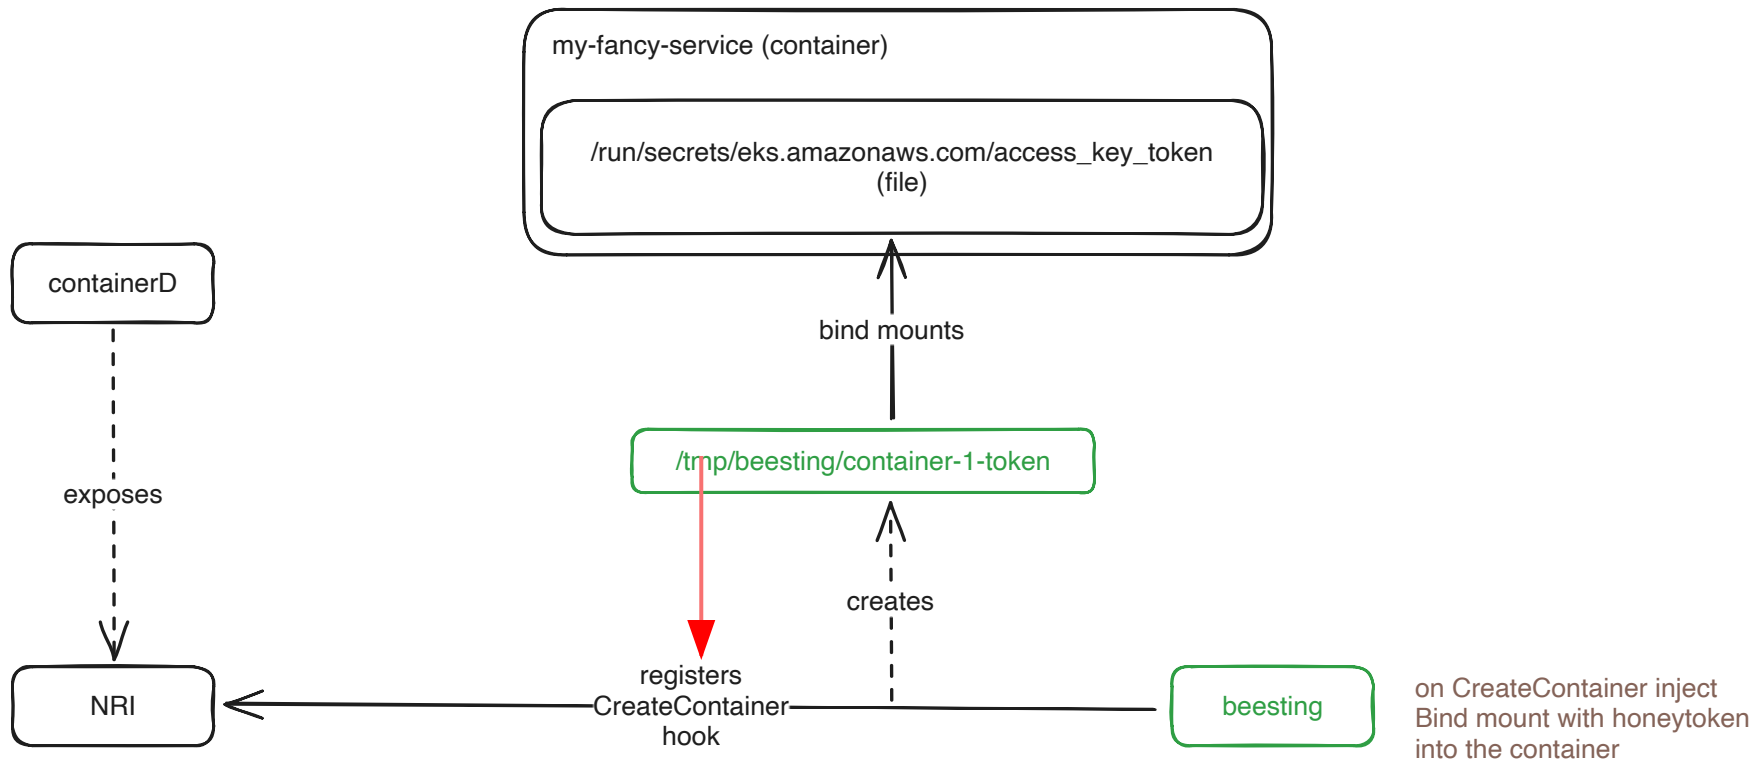 my-fancy-service (container)
/run/secrets/eks.amazonaws.com/access_key_token
(file)
containerD
bind mounts
/tmp/beesting/container-1-token
exposes
creates
registers
CreateContainer
hook
NRI
beesting
on CreateContainer inject
Bind mount with honeytoken
into the container